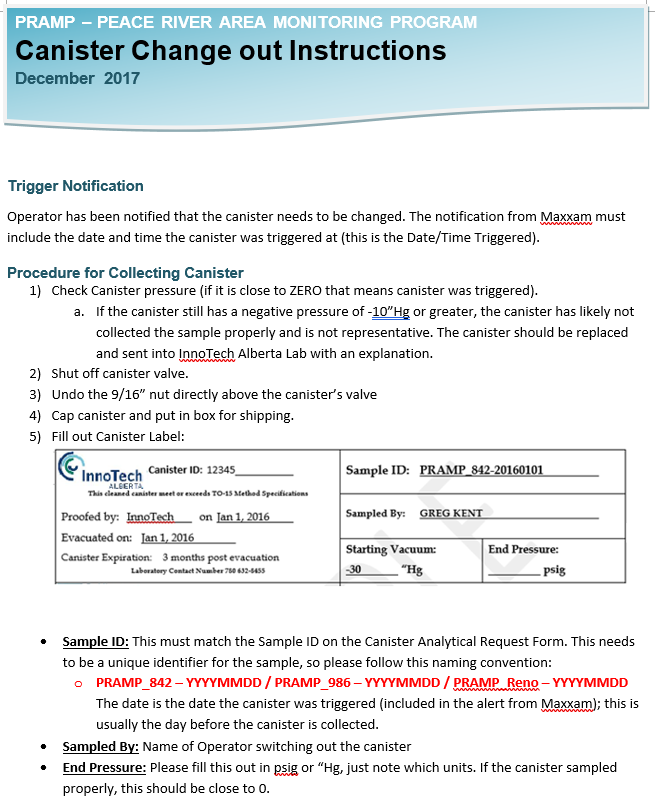 PRAMP – PEACE RIVER AREA MONITORING PROGRAM
Canister Change out Instructions
December 2017
Trigger Notification
Operator has been notified that the canister needs to be changed. The notification from Maxxam must
include the date and time the canister was triggered at (this is the Date/Time Triggered).
Procedure for Collecting Canister
1) Check Canister pressure (if it is close to ZERO that means canister was triggered).
a. If the canister still has a negative pressure of -10”Hg or greater, the canister has likely not
collected the sample properly and is not representative. The canister should be replaced
and sent into InnoTech Alberta Lab with an explanation.
2) Shut off canister valve.
3) Undo the 9/16” nut directly above the canister’s valve
4) Cap canister and put in box for shipping.
5) Fill out Canister Label:
InnoTech
ALBERTA
Canister ID: 12345
This cleaned canister meet or exceeds TO-15 Method Specifications
Proofed by: InnoTech on Jan 1, 2016
Evacuated on: Jan 1, 2016
Canister Expiration: 3 months post evacuation
Laboratory Contact Number 780 632-8455
Sample ID: PRAMP_842-20160101
Sampled By: GREG KENT
Starting Vacuum:
-30 “Hg
End Pressure:
psig
• Sample ID: This must match the Sample ID on the Canister Analytical Request Form. This needs
to be a unique identifier for the sample, so please follow this naming convention:
o PRAMP_842 – YYYYMMDD / PRAMP_986 – YYYYMMDD / PRAMP_Reno – YYYYMMDD
The date is the date the canister was triggered (included in the alert from Maxxam); this is
usually the day before the canister is collected.
• Sampled By: Name of Operator switching out the canister
• End Pressure: Please fill this out in psig or “Hg, just note which units. If the canister sampled
properly, this should be close to 0.